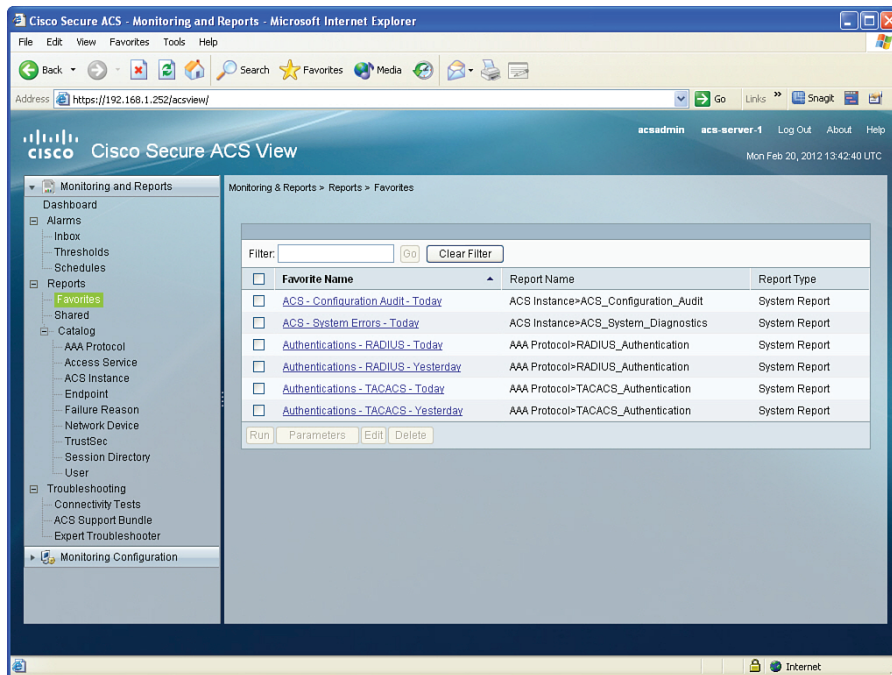 Cisco Secure ACS - Monitoring and Reports - Microsoft Internet Explorer
File Edit View Favorites Tools Help
Back Search Favorites Media
Address https://192.168.1.252/acsview/ Go Links » Snagit
acsadmin acs-server-1 Log Out About Help
CISCO Cisco Secure ACS View
Mon Feb 20, 2012 13:42:40 UTC
Monitoring and Reports
Dashboard
Alarms
Inbox
Thresholds
Schedules
Reports
Favorites
Shared
Catalog
AAA Protocol
Access Service
ACS Instance
Endpoint
Failure Reason
Network Device
TrustSec
Session Directory
User
Troubleshooting
Connectivity Tests
ACS Support Bundle
Expert Troubleshooter
Monitoring Configuration
Monitoring & Reports > Reports > Favorites
Filter: Go Clear Filter
Favorite Name Report Name Report Type
ACS - Configuration Audit - Today ACS Instance>ACS_Configuration_Audit System Report
ACS - System Errors - Today ACS Instance>ACS_System_Diagnostics System Report
Authentications - RADIUS - Today AAA Protocol>RADIUS_Authentication System Report
Authentications - RADIUS - Yesterday AAA Protocol>RADIUS_Authentication System Report
Authentications - TACACS - Today AAA Protocol>TACACS_Authentication System Report
Authentications - TACACS - Yesterday AAA Protocol>TACACS_Authentication System Report
Run Parameters Edit Delete
Internet